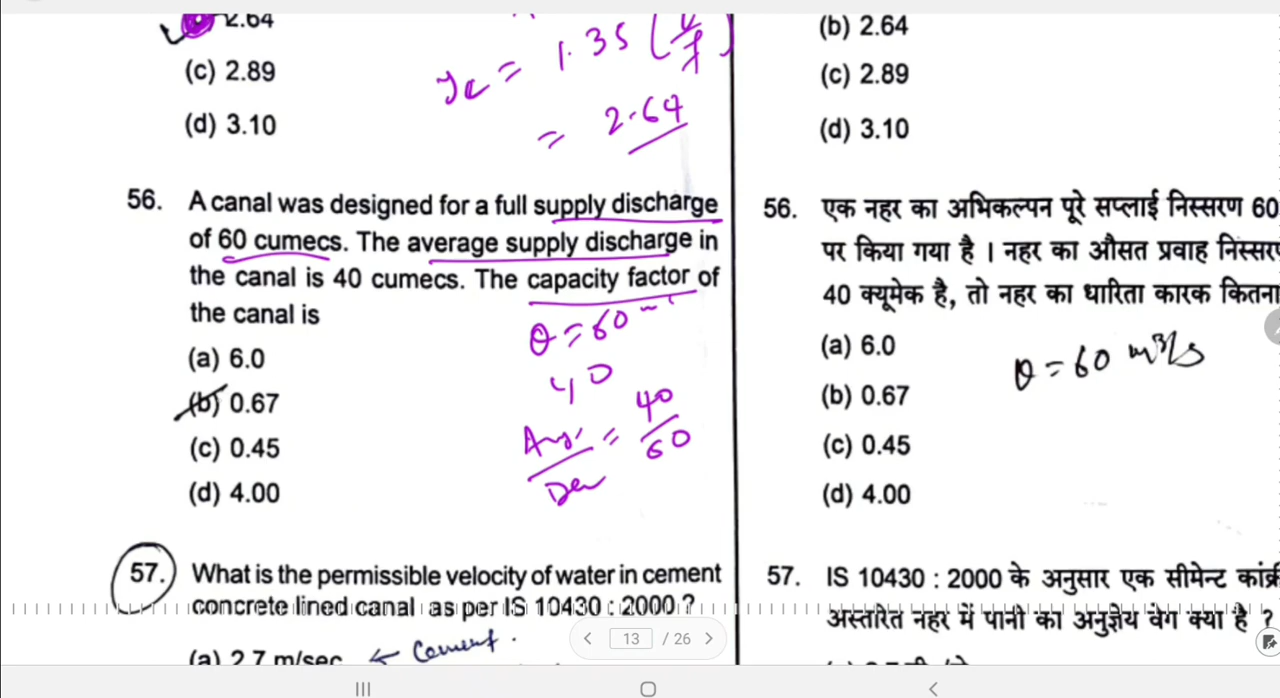 2.64
(c) 2.89
(d) 3.10
yc = 1.35 (
= 2.64
56. A canal was designed for a full supply discharge
of 60 cumecs. The average supply discharge in
the canal is 40 cumecs. The capacity factor of
the canal is
(a) 6.0
(b) 0.67
(c) 0.45
(d) 4.00
Q = 60
40
= 40
60
57. What is the permissible velocity of water in cement
concrete lined canal as per IS 10430 : 2000 ?
(a) 2.7 m/sec ← Cement
(b) 2.64
(c) 2.89
(d) 3.10
56. एक नहर का अभिकल्पन पूरे सप्लाई निस्सरण 60
पर किया गया है । नहर का औसत प्रवाह निस्सरण
40 क्यूमेक है, तो नहर का धारिता कारक कितना
(a) 6.0
(b) 0.67
(c) 0.45
(d) 4.00
Q = 60 m³/s
57. IS 10430 : 2000 के अनुसार एक सीमेन्ट कांक्री
अस्तरित नहर में पानी का अनुज्ञेय वेग क्या है ?
13 / 26